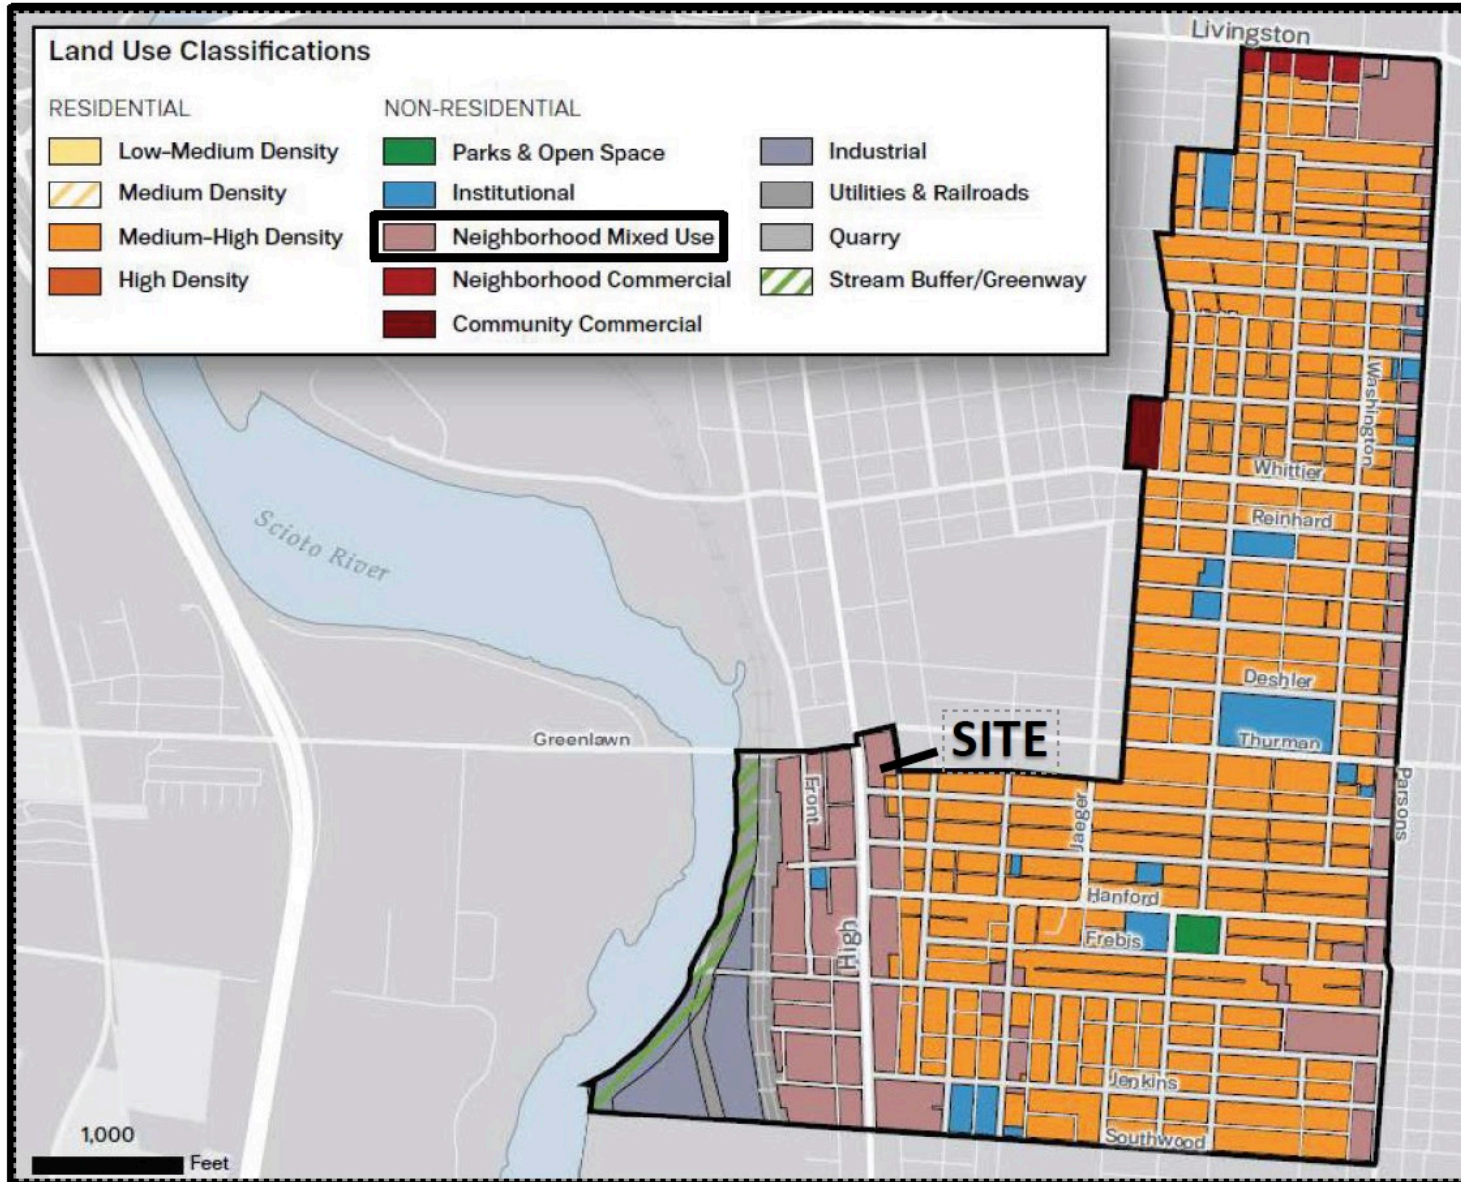 Land Use Classifications
RESIDENTIAL
Low-Medium Density
Medium Density
Medium-High Density
High Density
NON-RESIDENTIAL
Parks & Open Space
Institutional
Neighborhood Mixed Use
Neighborhood Commercial
Community Commercial
Industrial
Utilities & Railroads
Quarry
Stream Buffer/Greenway
Livingston
Washington
Whittier
Reinhard
Scioto River
Deshler
Greenlawn
SITE
Thurman
Front
Jaeger
Parsons
Hanford
High
Frebis
Jenkins
Southwood
1,000
Feet